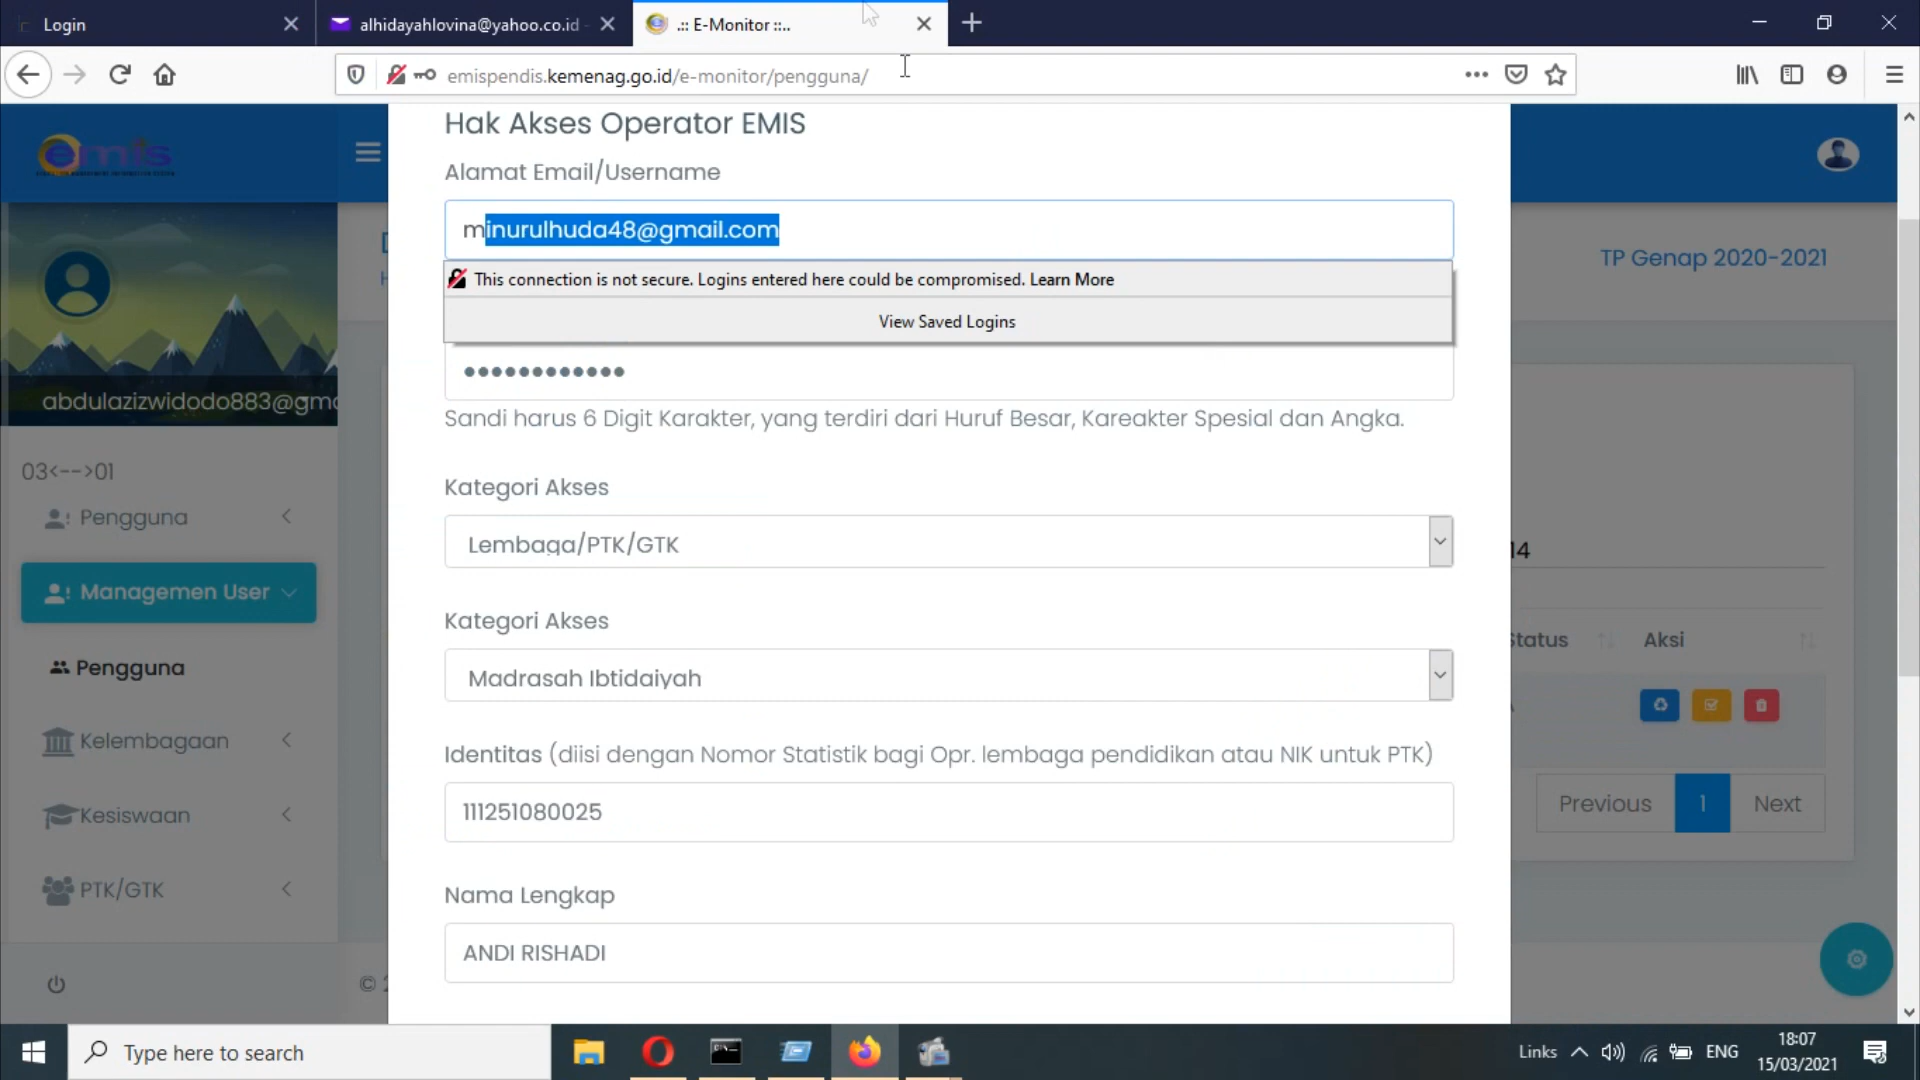 Login
alhidayahlovina@yahoo.co.id -
.:: E-Monitor ::..
emispendis.kemenag.go.id/e-monitor/pengguna/
Hak Akses Operator EMIS
emis
Alamat Email/Username
minurulhuda48@gmail.com
TP Genap 2020-2021
This connection is not secure. Logins entered here could be compromised. Learn More
View Saved Logins
••••••••••••
abdulazizwidodo883@gma
Sandi harus 6 Digit Karakter, yang terdiri dari Huruf Besar, Kareakter Spesial dan Angka.
03<-->01
Kategori Akses
Pengguna
Lembaga/PTK/GTK
14
Managemen User
Kategori Akses
Status
Aksi
Pengguna
Madrasah Ibtidaiyah
Kelembagaan
Identitas (diisi dengan Nomor Statistik bagi Opr. lembaga pendidikan atau NIK untuk PTK)
Kesiswaan
111251080025
Previous
1
Next
PTK/GTK
Nama Lengkap
ANDI RISHADI
© 2
Type here to search
Links
ENG
18:07
15/03/2021